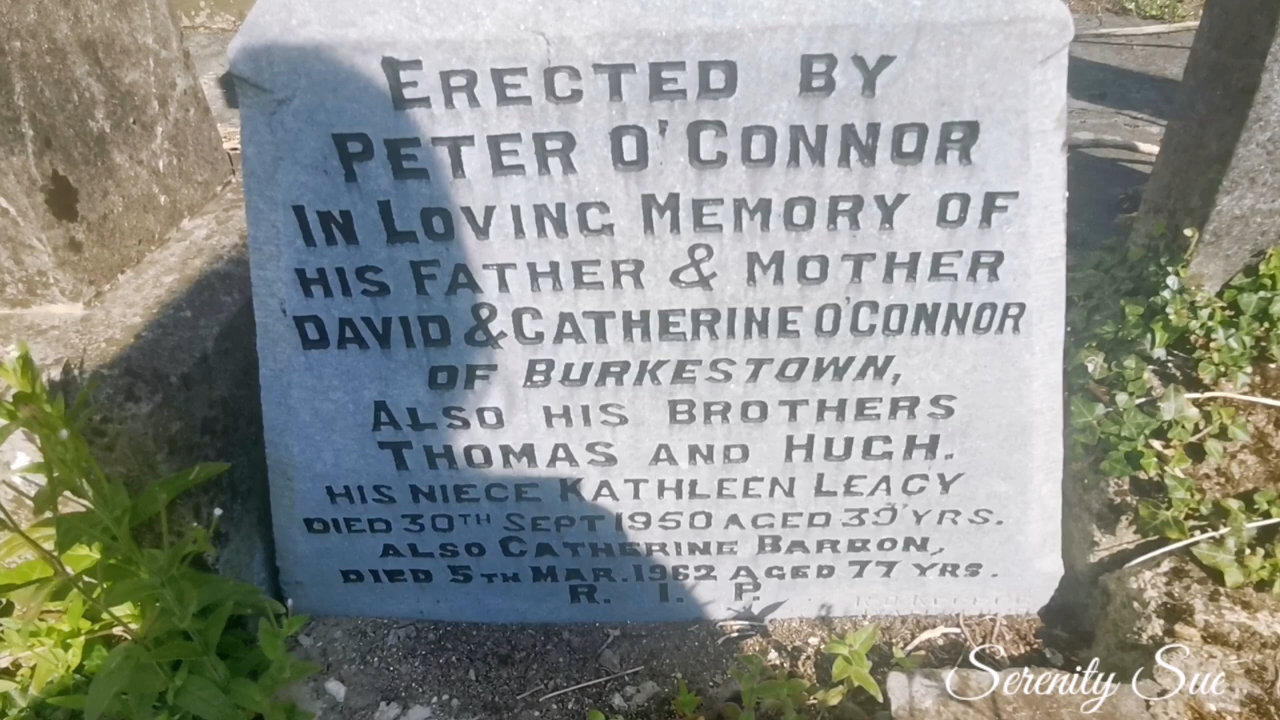 ERECTED BY
PETER O'CONNOR
IN LOVING MEMORY OF
HIS FATHER & MOTHER
DAVID & CATHERINE O'CONNOR
OF BURKESTOWN,
ALSO HIS BROTHERS
THOMAS AND HUGH.
HIS NIECE KATHLEEN LEACY
DIED 30TH SEPT 1950 AGED 39 YRS.
ALSO CATHERINE BARRON,
DIED 5TH MAR. 1962 AGED 77 YRS.
R. I. P.
Serenity Sue